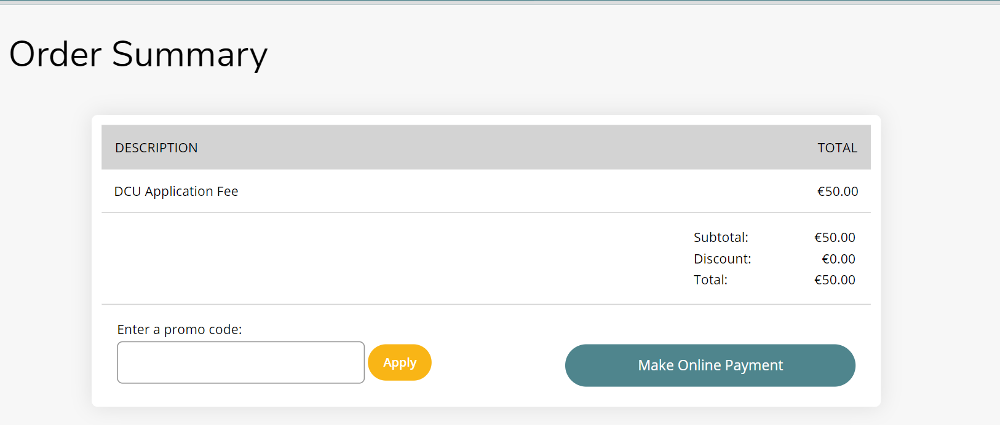 Order Summary
DESCRIPTION TOTAL
DCU Application Fee €50.00
Subtotal: €50.00
Discount: €0.00
Total: €50.00
Enter a promo code:
Apply Make Online Payment